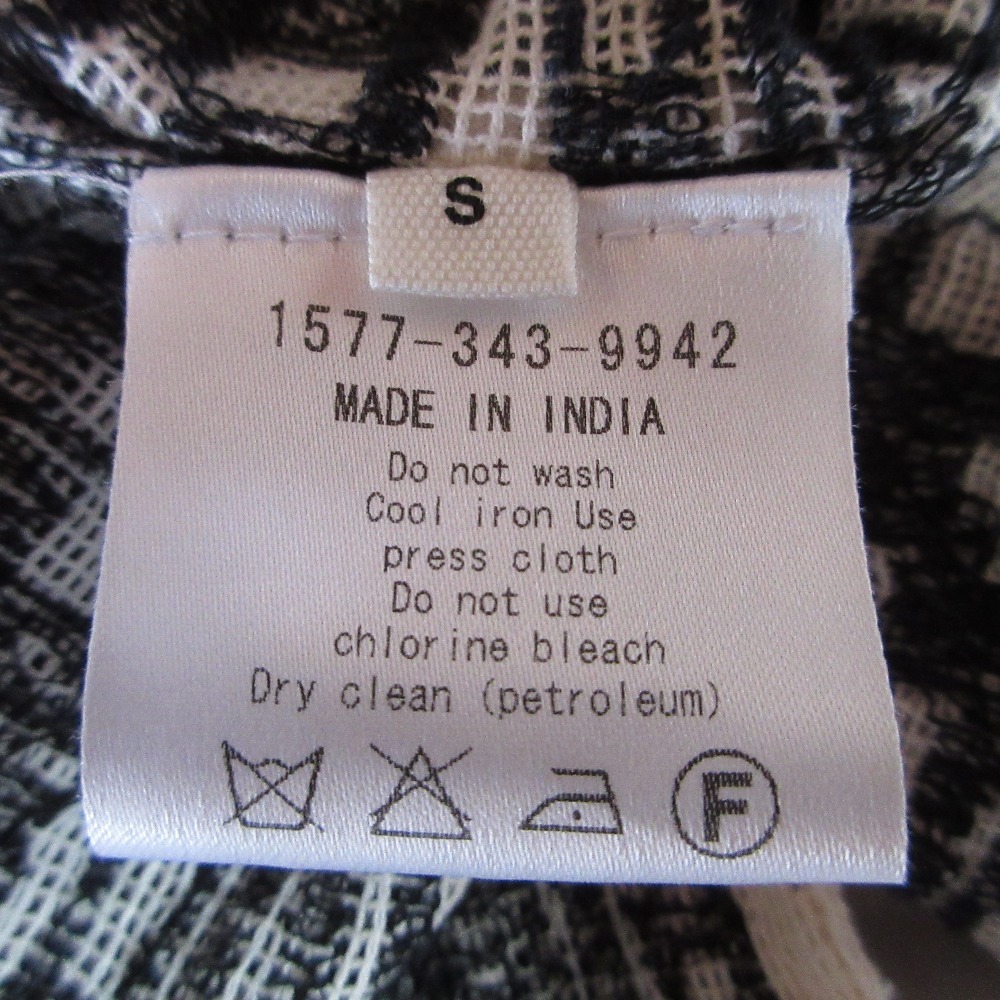 S
1577-343-9942
MADE IN INDIA
Do not wash
Cool iron Use
press cloth
Do not use
chlorine bleach
Dry clean (petroleum)
F